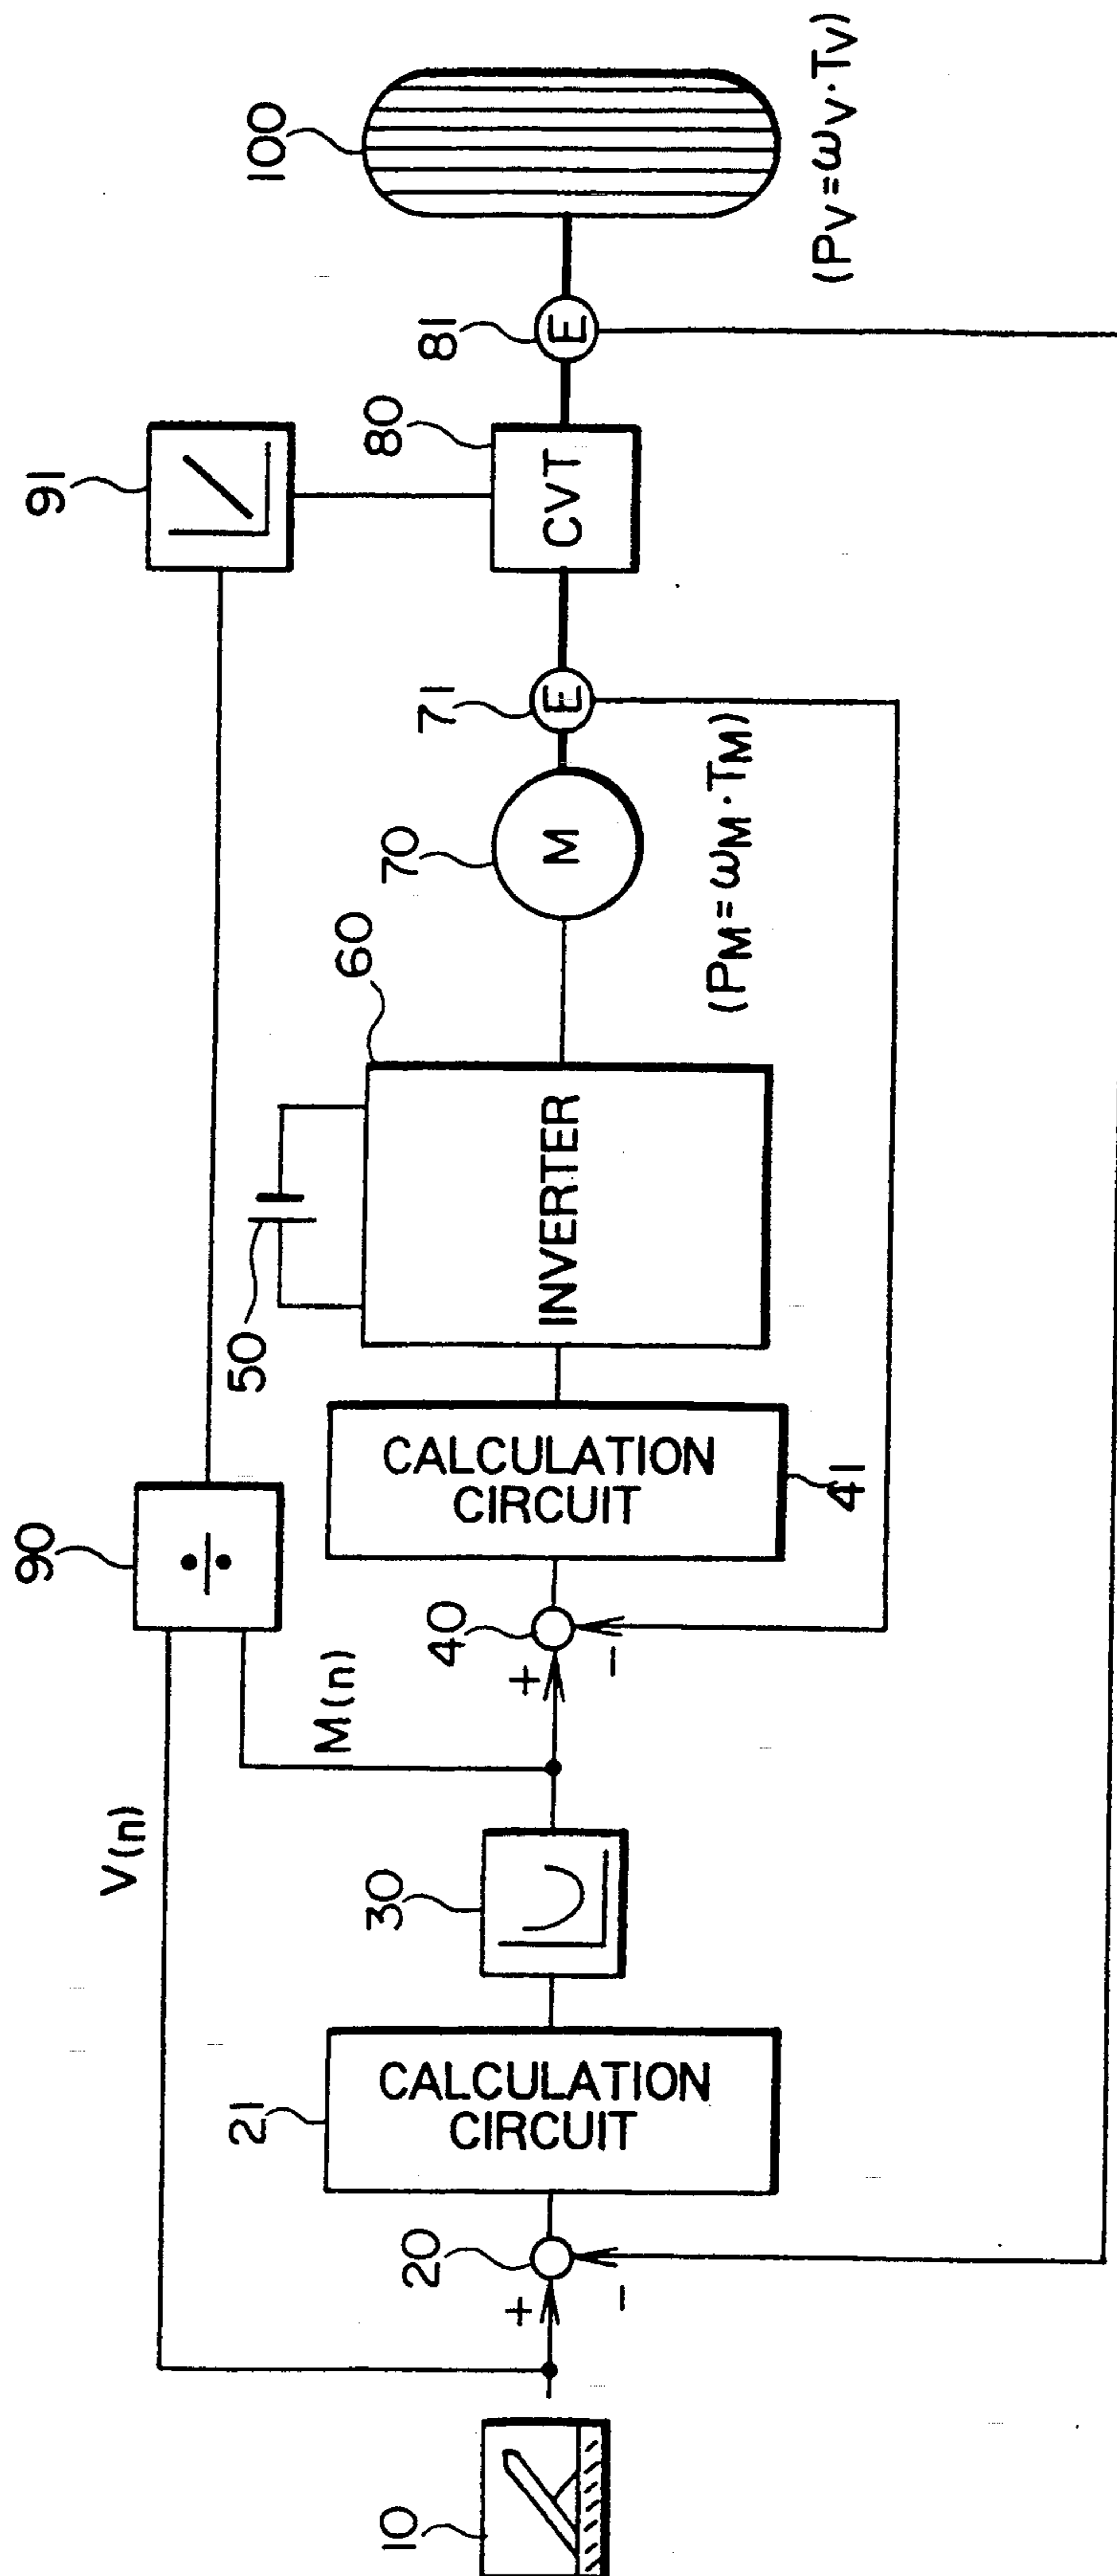 10
20
+
−
21
CALCULATION
CIRCUIT
30
V(n)
M(n)
40
+
−
CALCULATION
CIRCUIT
41
90
÷
50
INVERTER
60
70
M
(PM=ωM·TM)
71
E
CVT
80
91
81
E
100
(PV=ωV·TV)